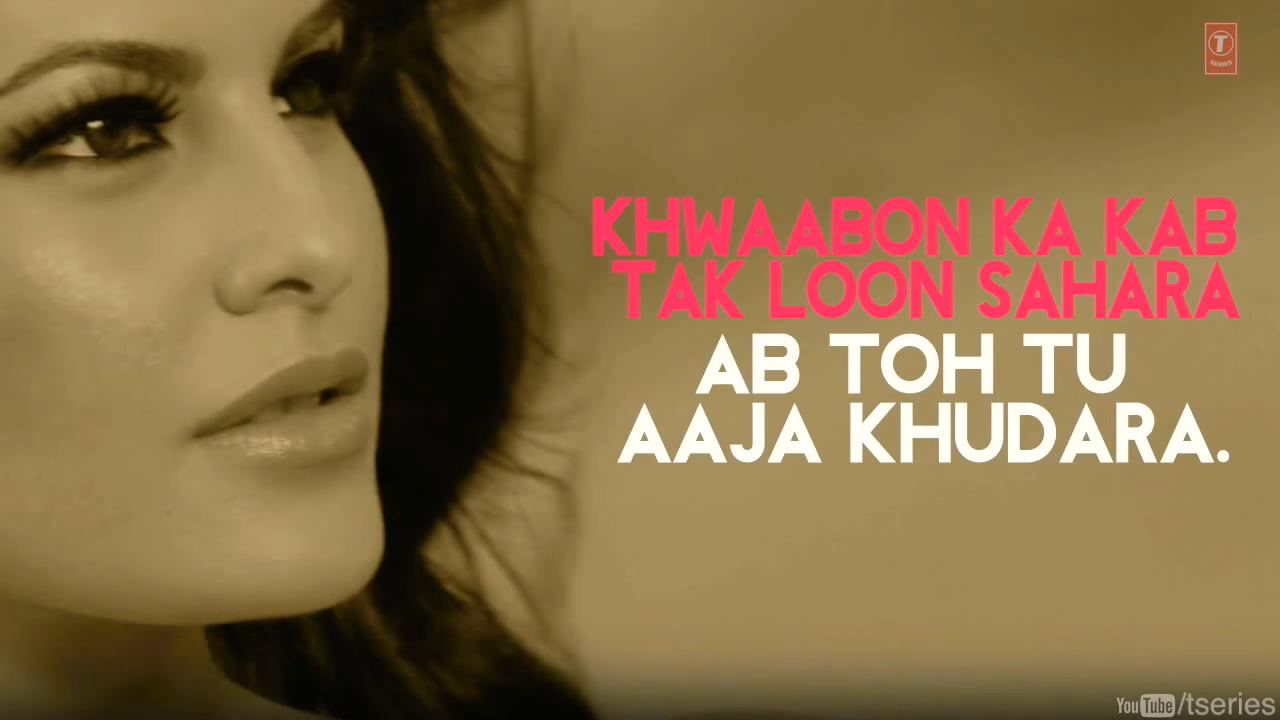 T
SERIES
KHWAABON KA KAB
TAK LOON SAHARA
AB TOH TU
AAJA KHUDARA.
YouTube/tseries